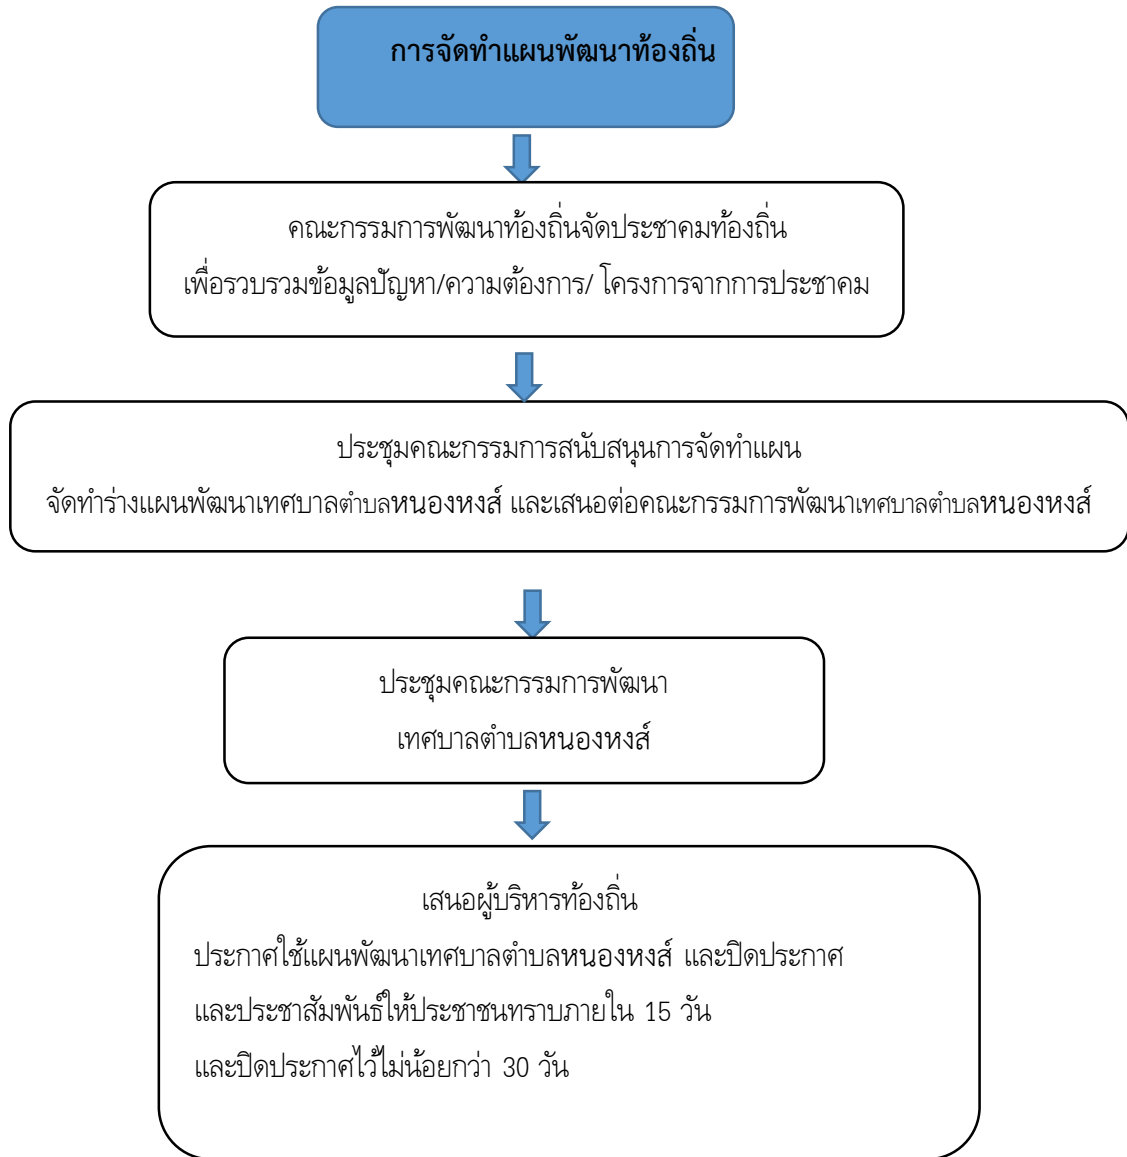 การจัดทำแผนพัฒนาท้องถิ่น
คณะกรรมการพัฒนาท้องถิ่นจัดประชาคมท้องถิ่น
เพื่อรวบรวมข้อมูลปัญหา/ความต้องการ/ โครงการจากการประชาคม
ประชุมคณะกรรมการสนับสนุนการจัดทำแผน
จัดทำร่างแผนพัฒนาเทศบาลตำบลหนองหงส์ และเสนอต่อคณะกรรมการพัฒนาเทศบาลตำบลหนองหงส์
ประชุมคณะกรรมการพัฒนา
เทศบาลตำบลหนองหงส์
เสนอผู้บริหารท้องถิ่น
ประกาศใช้แผนพัฒนาเทศบาลตำบลหนองหงส์ และปิดประกาศ
และประชาสัมพันธ์ให้ประชาชนทราบภายใน 15 วัน
และปิดประกาศไว้ไม่น้อยกว่า 30 วัน